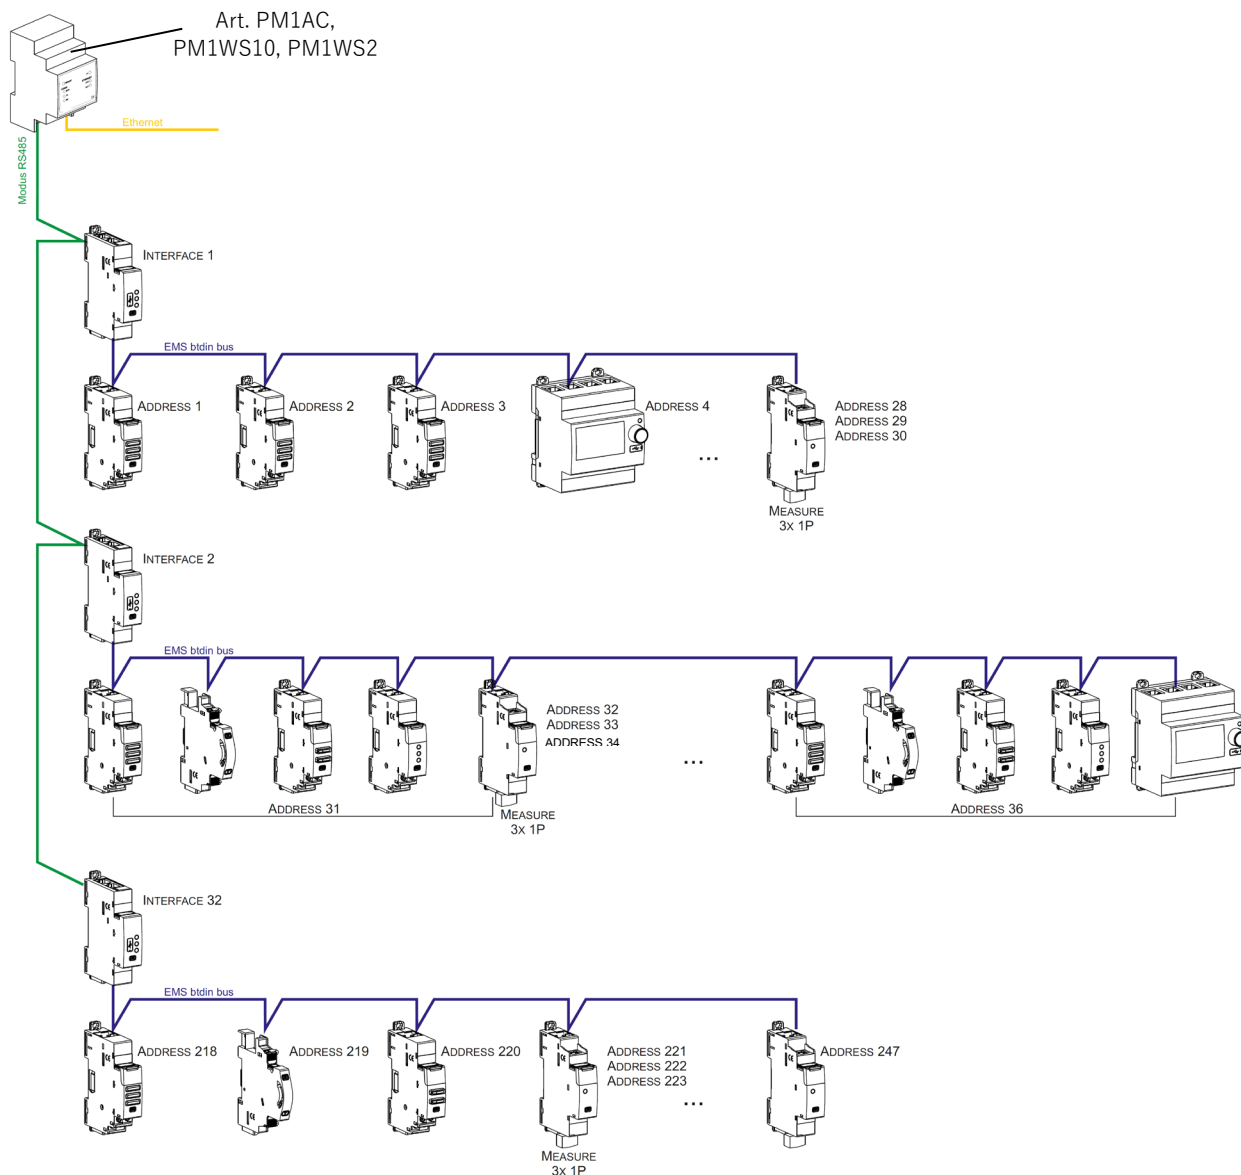 Art. PM1AC,
PM1WS10, PM1WS2
Ethernet
Modus RS485
INTERFACE 1
EMS btdin bus
ADDRESS 1
ADDRESS 2
ADDRESS 3
ADDRESS 4
ADDRESS 28
ADDRESS 29
ADDRESS 30
...
MEASURE
3x 1P
INTERFACE 2
EMS btdin bus
ADDRESS 32
ADDRESS 33
ADDRESS 34
...
ADDRESS 31
MEASURE
3x 1P
ADDRESS 36
INTERFACE 32
EMS btdin bus
ADDRESS 218
ADDRESS 219
ADDRESS 220
ADDRESS 221
ADDRESS 222
ADDRESS 223
ADDRESS 247
...
MEASURE
3x 1P